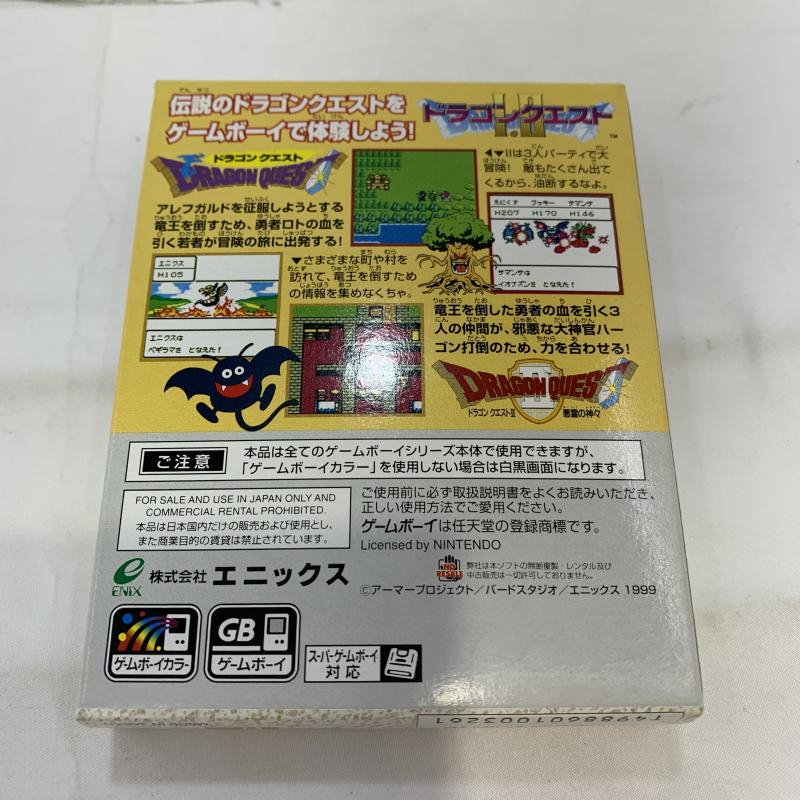 伝説のドラゴンクエストを
ゲームボーイで体験しよう!
ドラゴンクエスト
I・II
™
ドラゴン クエスト
DRAGON QUEST
アレフガルドを征服しようとする
竜王を倒すため、勇者ロトの血を
引く若者が冒険の旅に出発する!
◀▼IIは3人パーティで大
冒険! 敵もたくさん出て
くるから、油断するなよ。
えにくす クッキー サマンサ
H207 H170 H146
サマンサは
イオナズンを となえた!
エニクス
H105
エニクスは
ベギラマを となえた!
▼さまざまな町や村を
訪れて、竜王を倒すため
の情報を集めなくちゃ。
竜王を倒した勇者の血を引く3
人の仲間が、邪悪な大神官ハー
ゴン打倒のため、力を合わせる!
DRAGON QUEST
II
ドラゴン クエストII 悪霊の神々
ご注意
本品は全てのゲームボーイシリーズ本体で使用できますが、
「ゲームボーイカラー」を使用しない場合は白黒画面になります。
FOR SALE AND USE IN JAPAN ONLY AND
COMMERCIAL RENTAL PROHIBITED.
本品は日本国内だけの販売および使用とし、
また商業目的の賃貸は禁止されています。
ご使用前に必ず取扱説明書をよくお読みいただき、
正しい使用方法でご愛用ください。
ゲームボーイは任天堂の登録商標です。
Licensed by NINTENDO
ENIX
株式会社 エニックス
NO RESALE
弊社は本ソフトの無断複製・レンタル及び
中古販売は一切許可しておりません。
©アーマープロジェクト/バードスタジオ/エニックス 1999
ゲームボーイカラー
GB
ゲームボーイ
スーパーゲームボーイ
対応
MADE IN JAPAN
T4988601003261